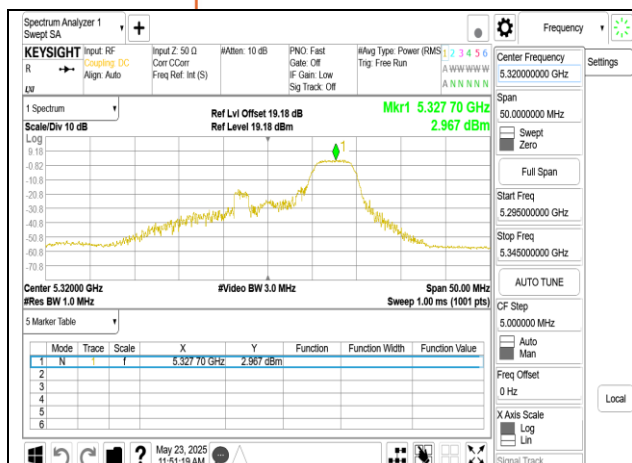 Spectrum Analyzer 1
Swept SA
Frequency
KEYSIGHT
R
Input: RF
Coupling: DC
Align: Auto
Input Z: 50 Ω
Corr CCorr
Freq Ref: Int (S)
#Atten: 10 dB
PNO: Fast
Gate: Off
IF Gain: Low
Sig Track: Off
#Avg Type: Power (RMS
Trig: Free Run
1 2 3 4 5 6
A W W W W W
A N N N N N
1 Spectrum
Scale/Div 10 dB
Ref Lvl Offset 19.18 dB
Ref Level 19.18 dBm
Mkr1 5.327 70 GHz
2.967 dBm
Log
9.18
-0.82
-10.8
-20.8
-30.8
-40.8
-50.8
-60.8
-70.8
1
Center 5.32000 GHz
#Video BW 3.0 MHz
Span 50.00 MHz
#Res BW 1.0 MHz
Sweep 1.00 ms (1001 pts)
5 Marker Table
Mode Trace Scale X Y Function Function Width Function Value
1 N 1 f 5.327 70 GHz 2.967 dBm
2
3
4
5
6
May 23, 2025
11:51:19 AM
Center Frequency
5.320000000 GHz
Span
50.0000000 MHz
Swept
Zero
Full Span
Start Freq
5.295000000 GHz
Stop Freq
5.345000000 GHz
AUTO TUNE
CF Step
5.000000 MHz
Auto
Man
Freq Offset
0 Hz
X Axis Scale
Log
Lin
Signal Track
Settings
Local